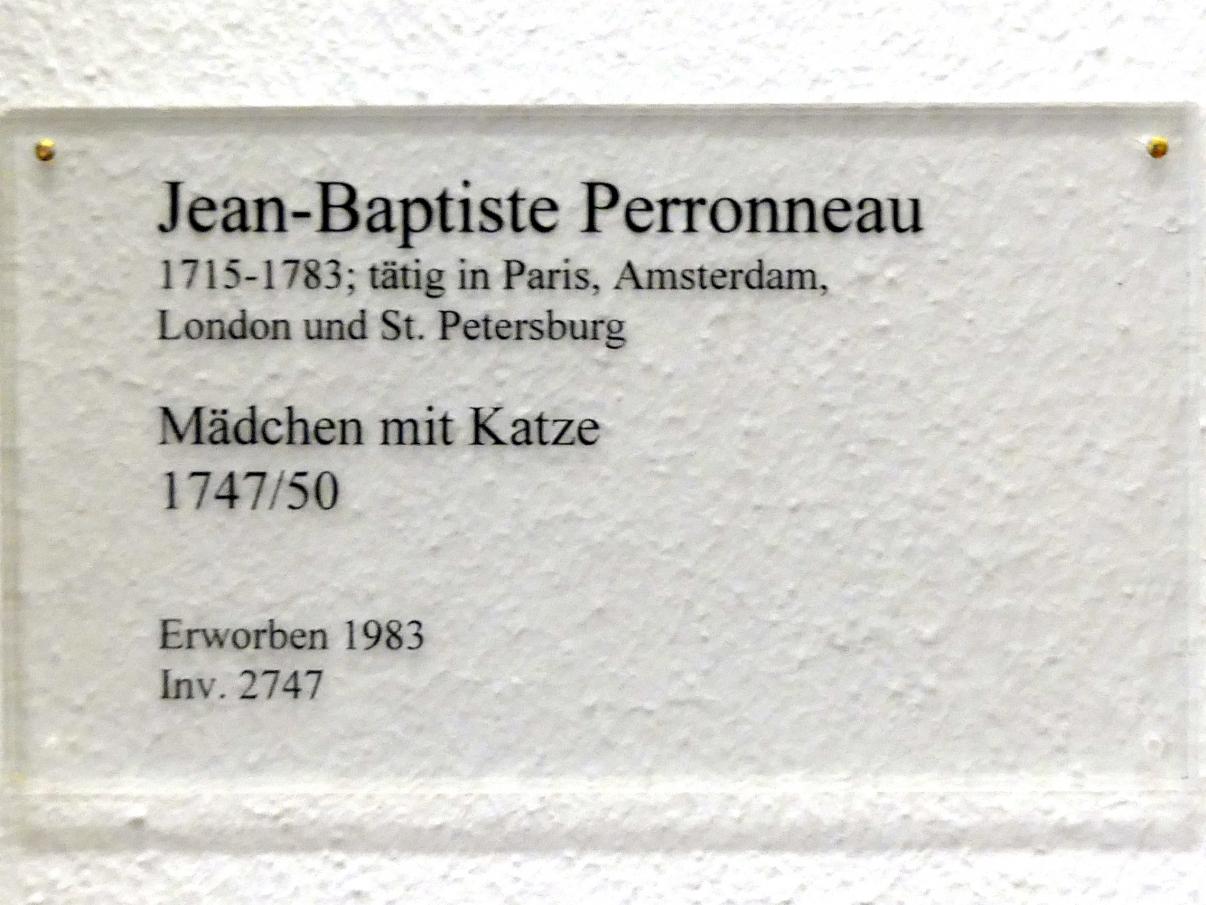 Jean-Baptiste Perronneau
1715-1783; tätig in Paris, Amsterdam,
London und St. Petersburg
Mädchen mit Katze
1747/50
Erworben 1983
Inv. 2747